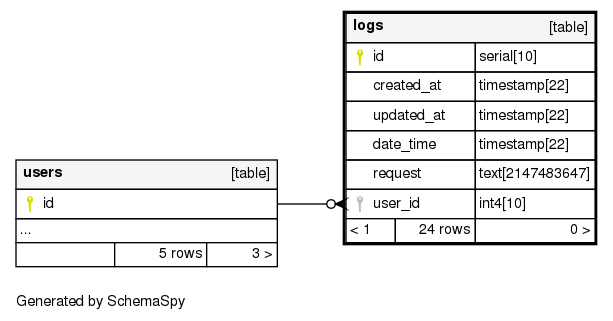 logs [table]
id serial[10]
created_at timestamp[22]
updated_at timestamp[22]
date_time timestamp[22]
request text[2147483647]
user_id int4[10]
< 1 24 rows 0 >
users [table]
id
...
5 rows 3 >
Generated by SchemaSpy